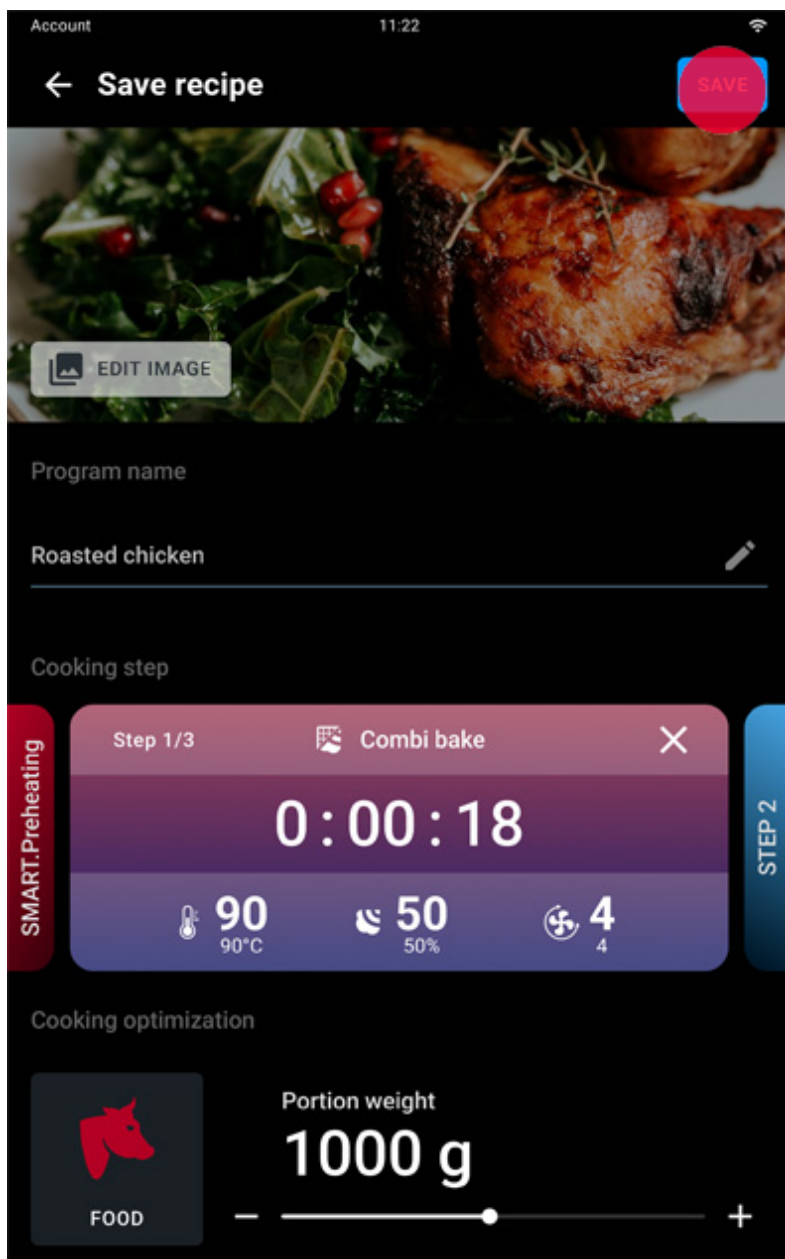 Account 11:22
Save recipe SAVE
EDIT IMAGE
Program name
Roasted chicken
Cooking step
SMART.Preheating
Step 1/3 Combi bake
0:00:18
90 50 4
90°C 50% 4
STEP 2
Cooking optimization
Portion weight
1000 g
FOOD